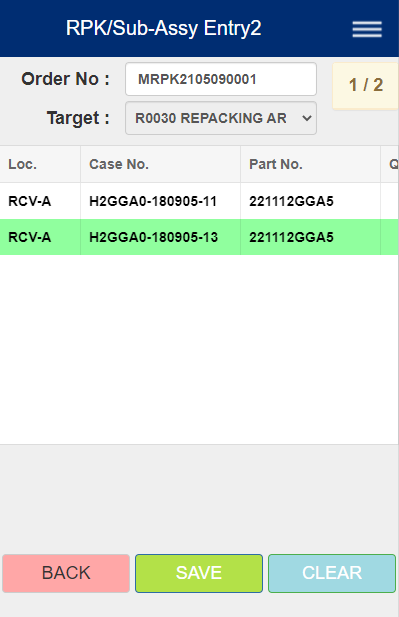 RPK/Sub-Assy Entry2
Order No : MRPK2105090001 1 / 2
Target : R0030 REPACKING AR
Loc. Case No. Part No. Q
RCV-A H2GGA0-180905-11 221112GGA5
RCV-A H2GGA0-180905-13 221112GGA5
BACK SAVE CLEAR